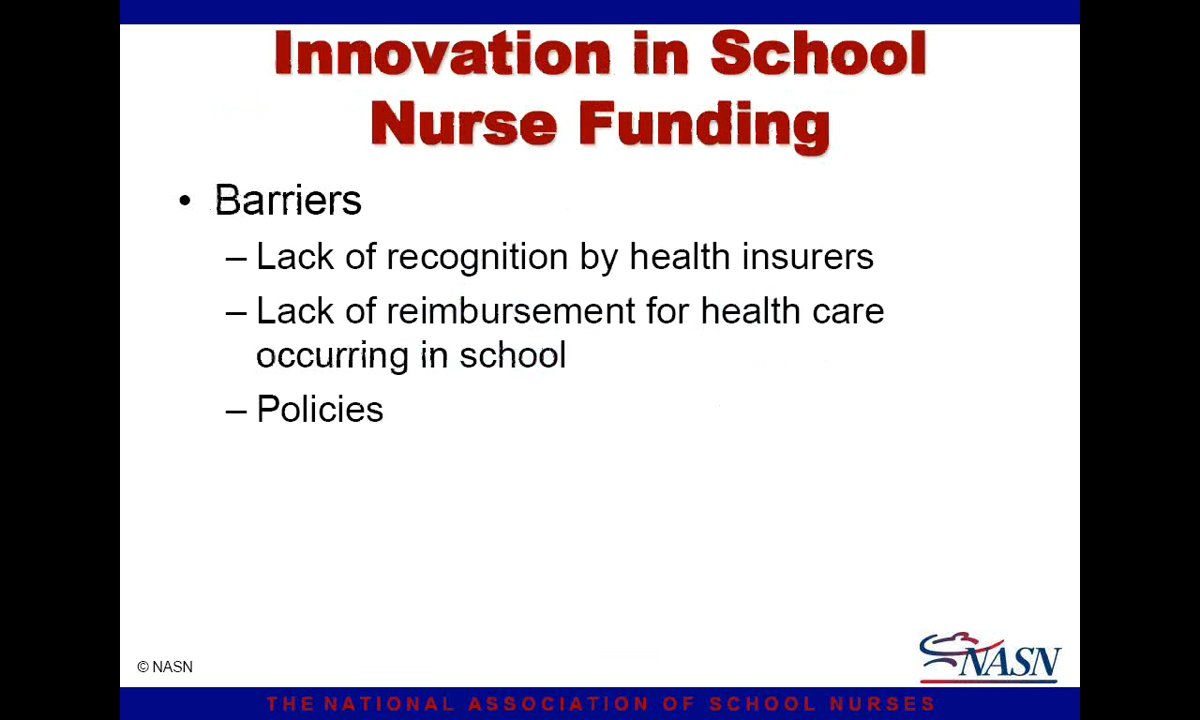 Innovation in School
Nurse Funding
• Barriers
– Lack of recognition by health insurers
– Lack of reimbursement for health care
occurring in school
– Policies
© NASN
NASN
THE NATIONAL ASSOCIATION OF SCHOOL NURSES